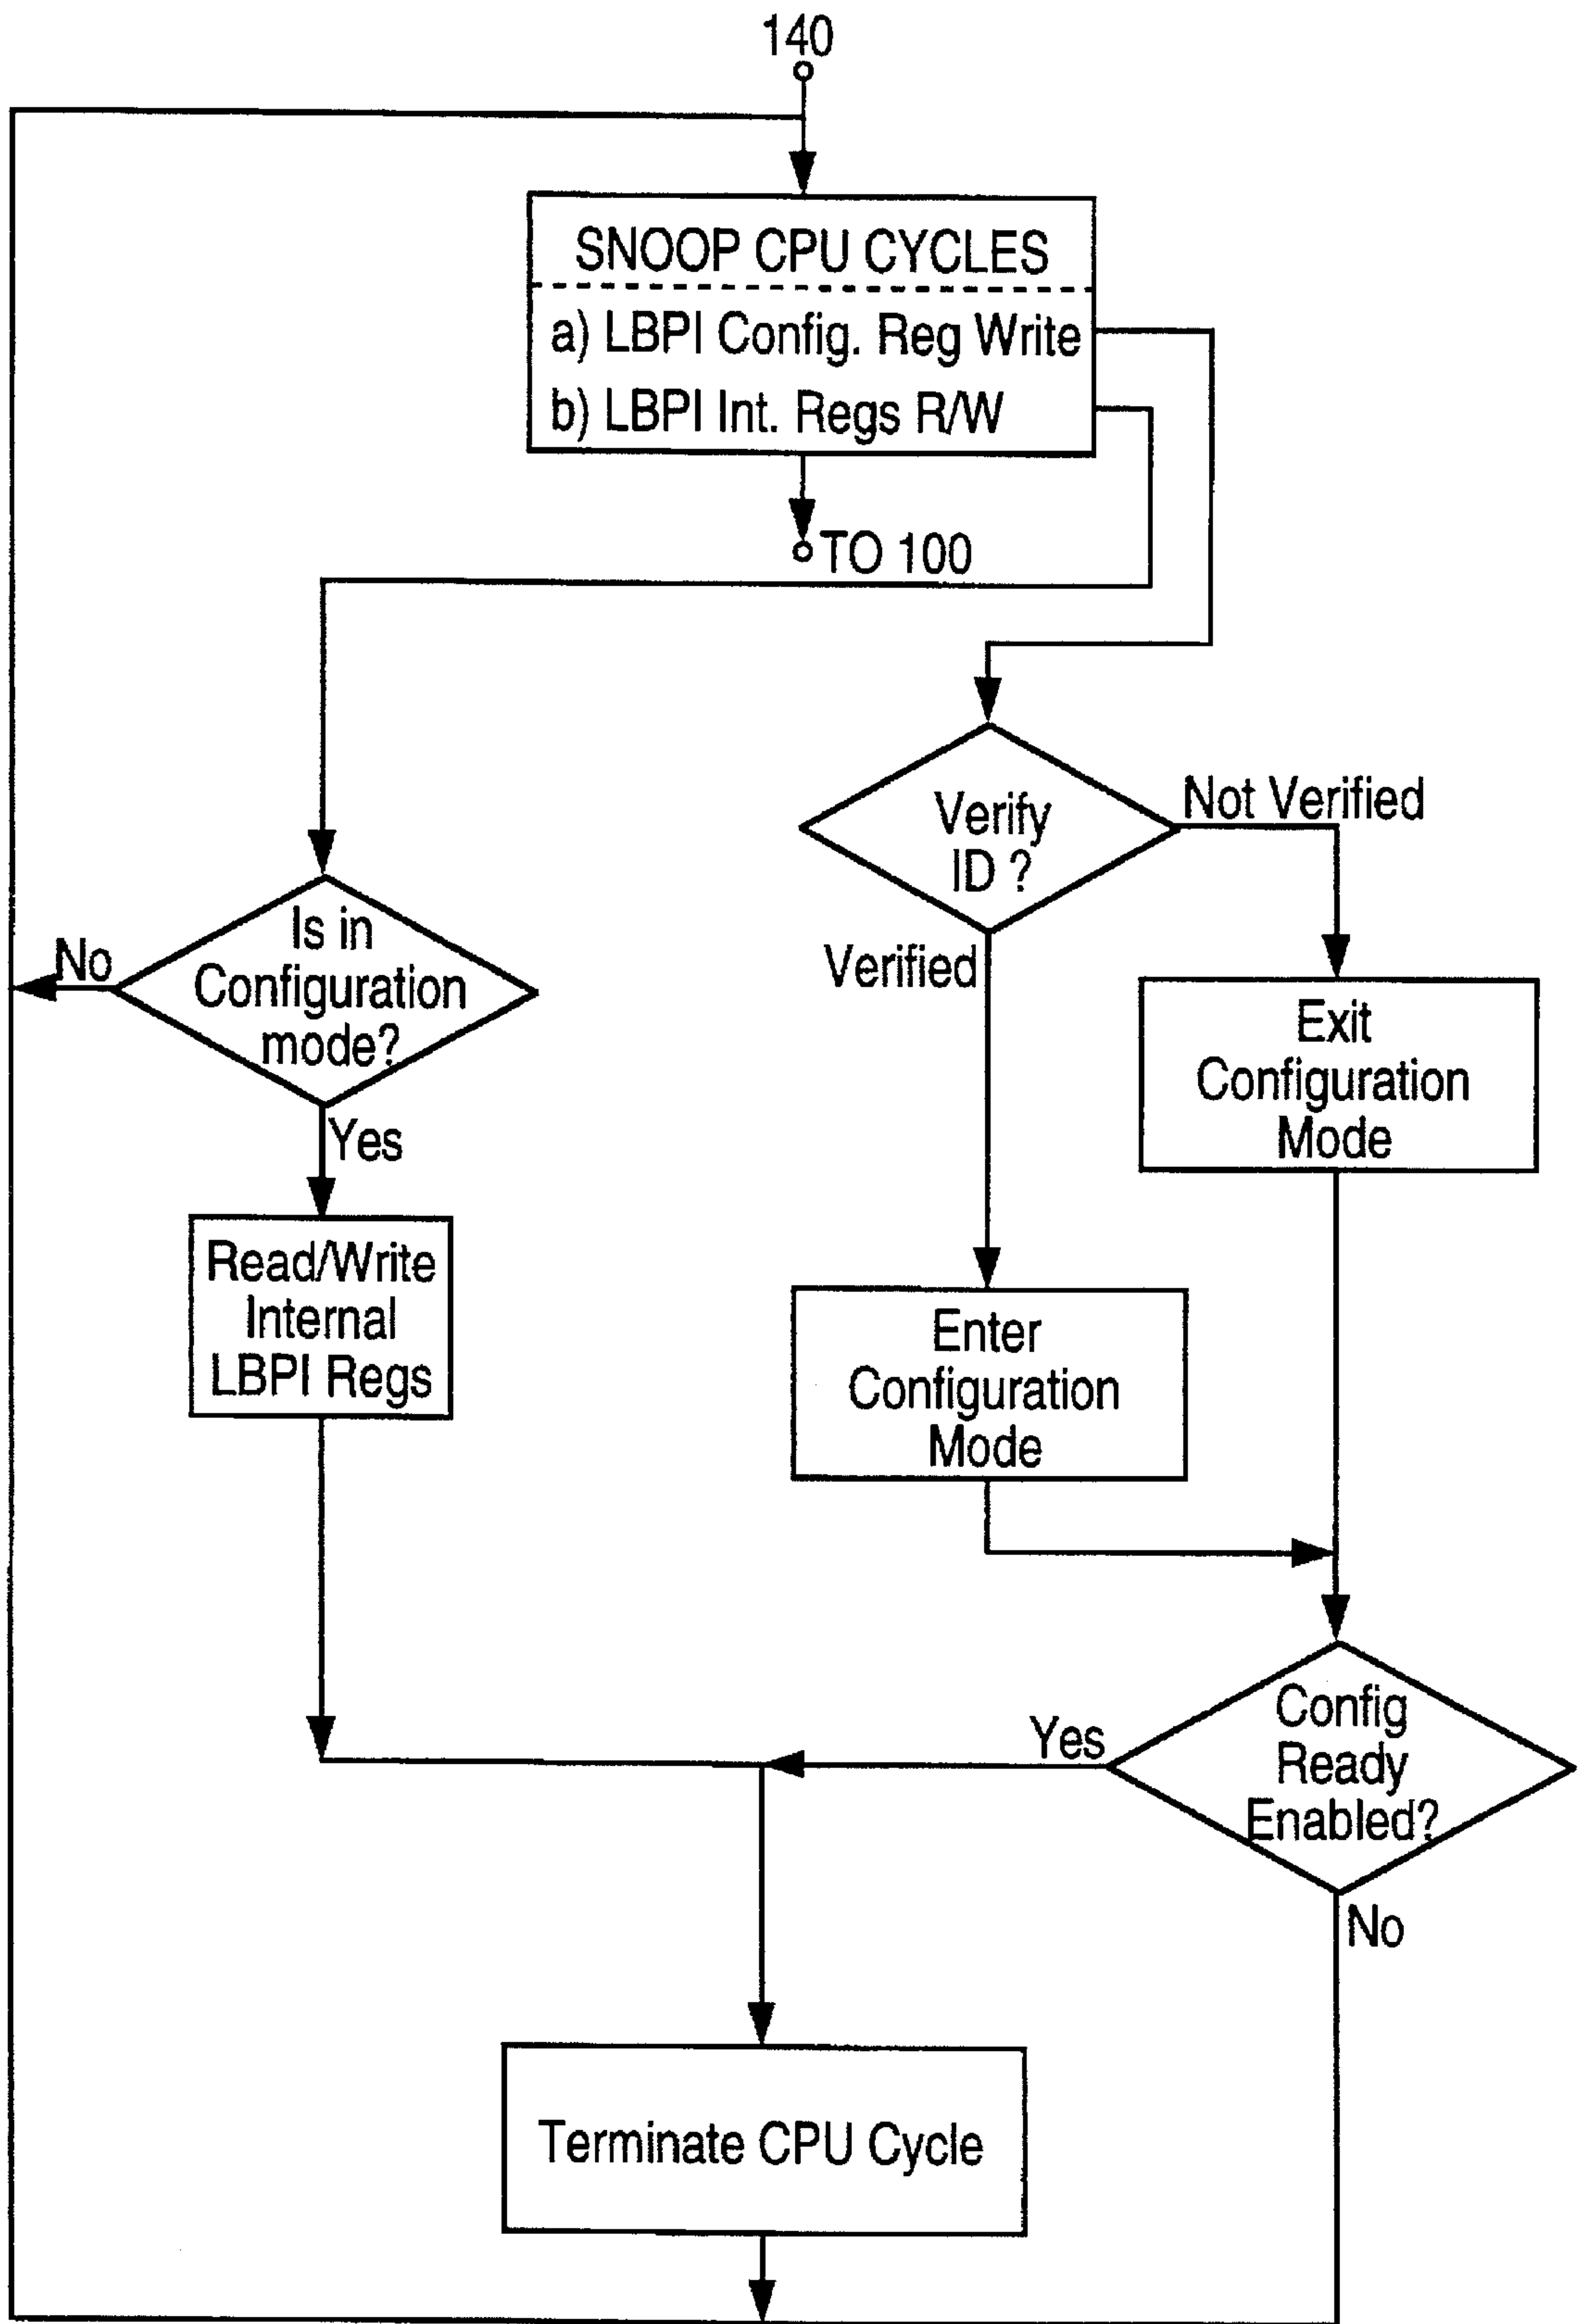 140
SNOOP CPU CYCLES
a) LBPI Config. Reg Write
b) LBPI Int. Regs R/W
TO 100
Verify
ID ?
Not Verified
Verified
Is in
Configuration
mode?
No
Yes
Exit
Configuration
Mode
Read/Write
Internal
LBPI Regs
Enter
Configuration
Mode
Config
Ready
Enabled?
Yes
No
Terminate CPU Cycle